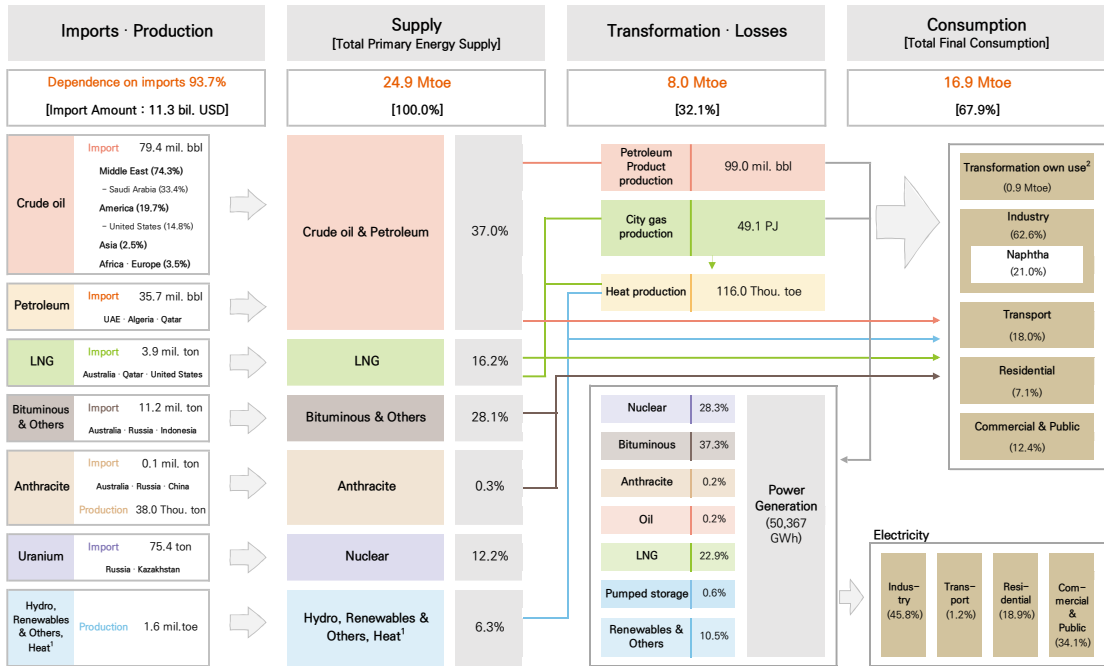 Imports · Production
Dependence on imports 93.7%
[Import Amount : 11.3 bil. USD]
Crude oil
Import 79.4 mil. bbl
Middle East (74.3%)
– Saudi Arabia (33.4%)
America (19.7%)
– United States (14.8%)
Asia (2.5%)
Africa · Europe (3.5%)
Petroleum
Import 35.7 mil. bbl
UAE · Algeria · Qatar
LNG
Import 3.9 mil. ton
Australia · Qatar · United States
Bituminous
& Others
Import 11.2 mil. ton
Australia · Russia · Indonesia
Anthracite
Import 0.1 mil. ton
Australia · Russia · China
Production 38.0 Thou. ton
Uranium
Import 75.4 ton
Russia · Kazakhstan
Hydro,
Renewables
& Others,
Heat1
Production 1.6 mil.toe
Supply
[Total Primary Energy Supply]
24.9 Mtoe
[100.0%]
Crude oil & Petroleum 37.0%
LNG 16.2%
Bituminous & Others 28.1%
Anthracite 0.3%
Nuclear 12.2%
Hydro, Renewables &
Others, Heat1
6.3%
Transformation · Losses
8.0 Mtoe
[32.1%]
Petroleum
Product
production
99.0 mil. bbl
City gas
production
49.1 PJ
Heat production 116.0 Thou. toe
Nuclear 28.3%
Bituminous 37.3%
Anthracite 0.2%
Oil 0.2%
LNG 22.9%
Pumped storage 0.6%
Renewables &
Others
10.5%
Power
Generation
(50,367
GWh)
Consumption
[Total Final Consumption]
16.9 Mtoe
[67.9%]
Transformation own use2
(0.9 Mtoe)
Industry
(62.6%)
Naphtha
(21.0%)
Transport
(18.0%)
Residential
(7.1%)
Commercial & Public
(12.4%)
Electricity
Indus–
try
(45.8%)
Trans–
port
(1.2%)
Resi–
dential
(18.9%)
Com–
mercial
&
Public
(34.1%)